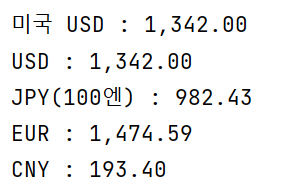 미국 USD : 1,342.00
USD : 1,342.00
JPY(100엔) : 982.43
EUR : 1,474.59
CNY : 193.40